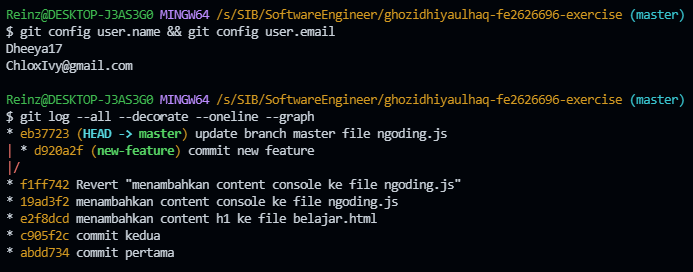 Reinz@DESKTOP-J3AS3G0 MINGW64 /s/SIB/SoftwareEngineer/ghozidhiyaulhaq-fe2626696-exercise (master)
$ git config user.name && git config user.email
Dheeya17
ChloxIvy@gmail.com
Reinz@DESKTOP-J3AS3G0 MINGW64 /s/SIB/SoftwareEngineer/ghozidhiyaulhaq-fe2626696-exercise (master)
$ git log --all --decorate --oneline --graph
* eb37723 (HEAD -> master) update branch master file ngoding.js
| * d920a2f (new-feature) commit new feature
|/
* f1ff742 Revert "menambahkan content console ke file ngoding.js"
* 19ad3f2 menambahkan content console ke file ngoding.js
* e2f8dcd menambahkan content h1 ke file belajar.html
* c905f2c commit kedua
* abdd734 commit pertama